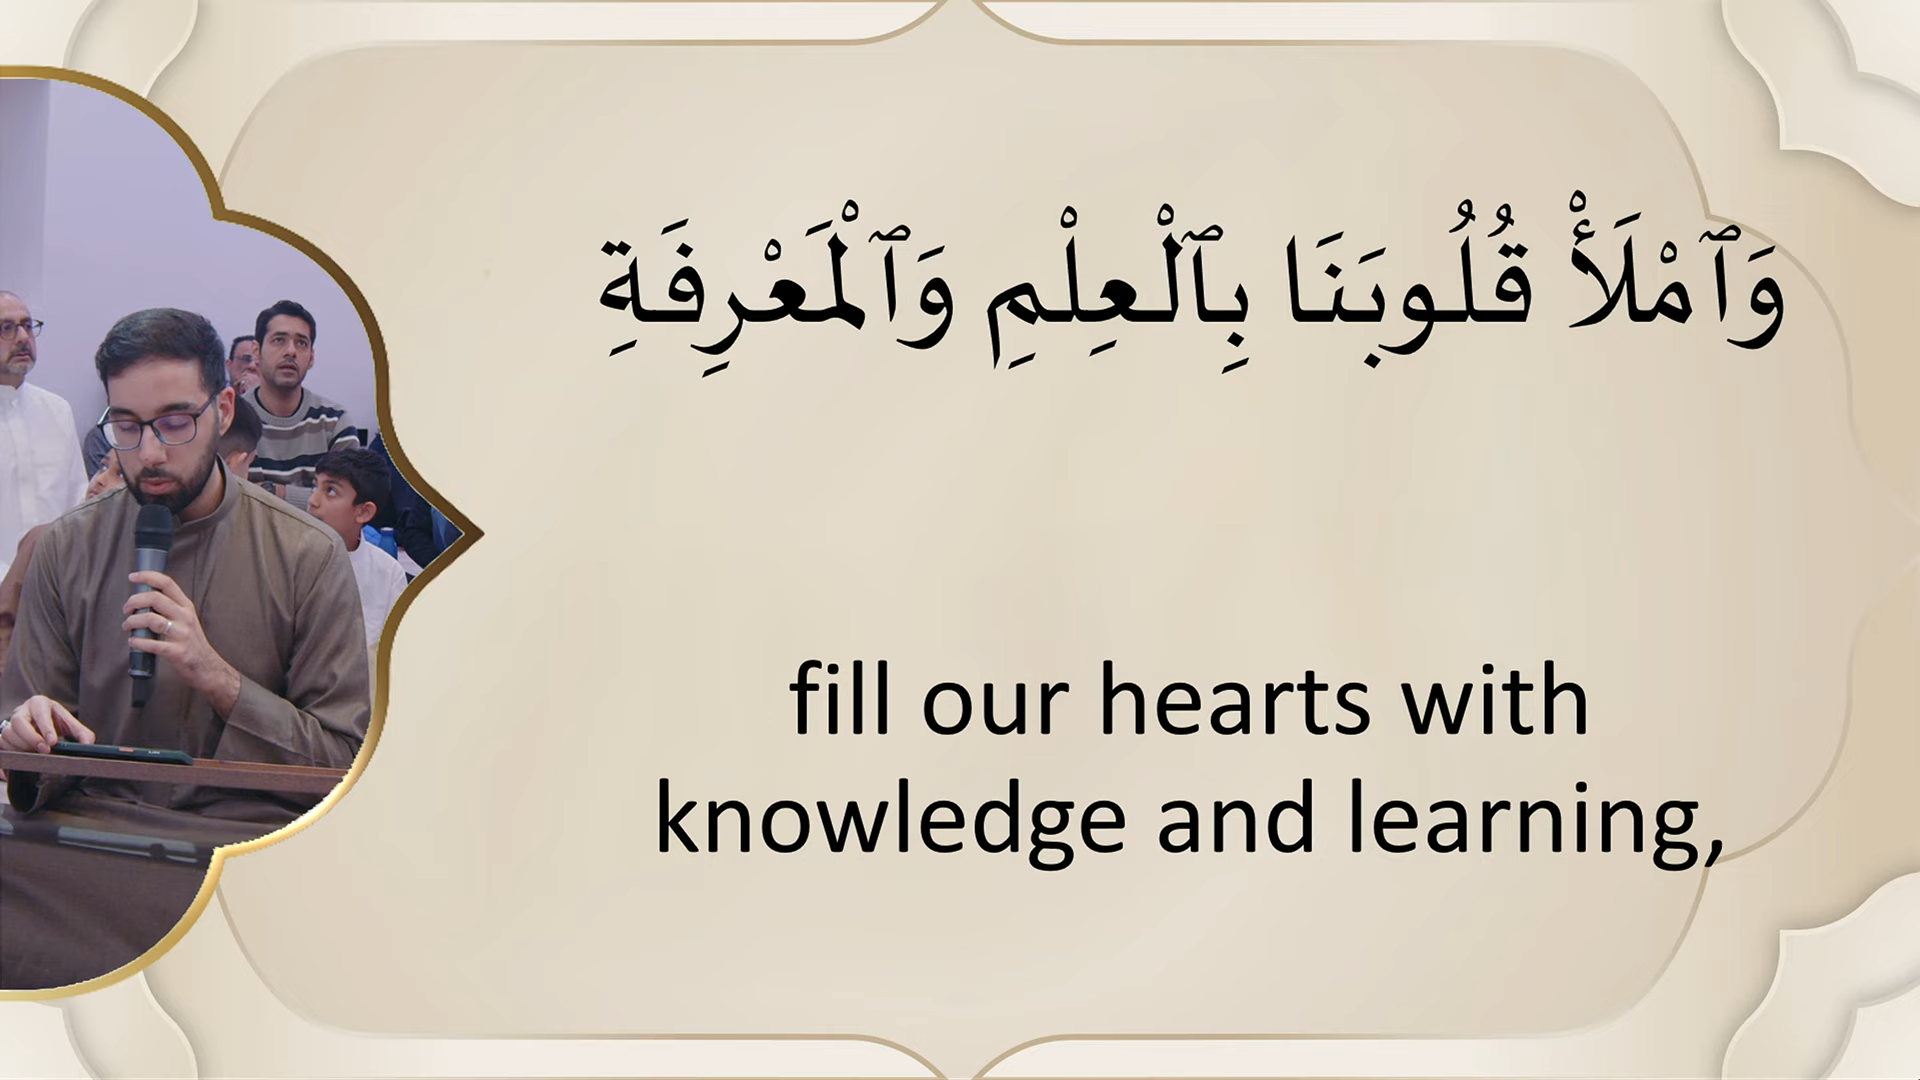 وَٱمْلَأْ قُلُوبَنَا بِٱلْعِلْمِ وَٱلْمَعْرِفَةِ
fill our hearts with
knowledge and learning,